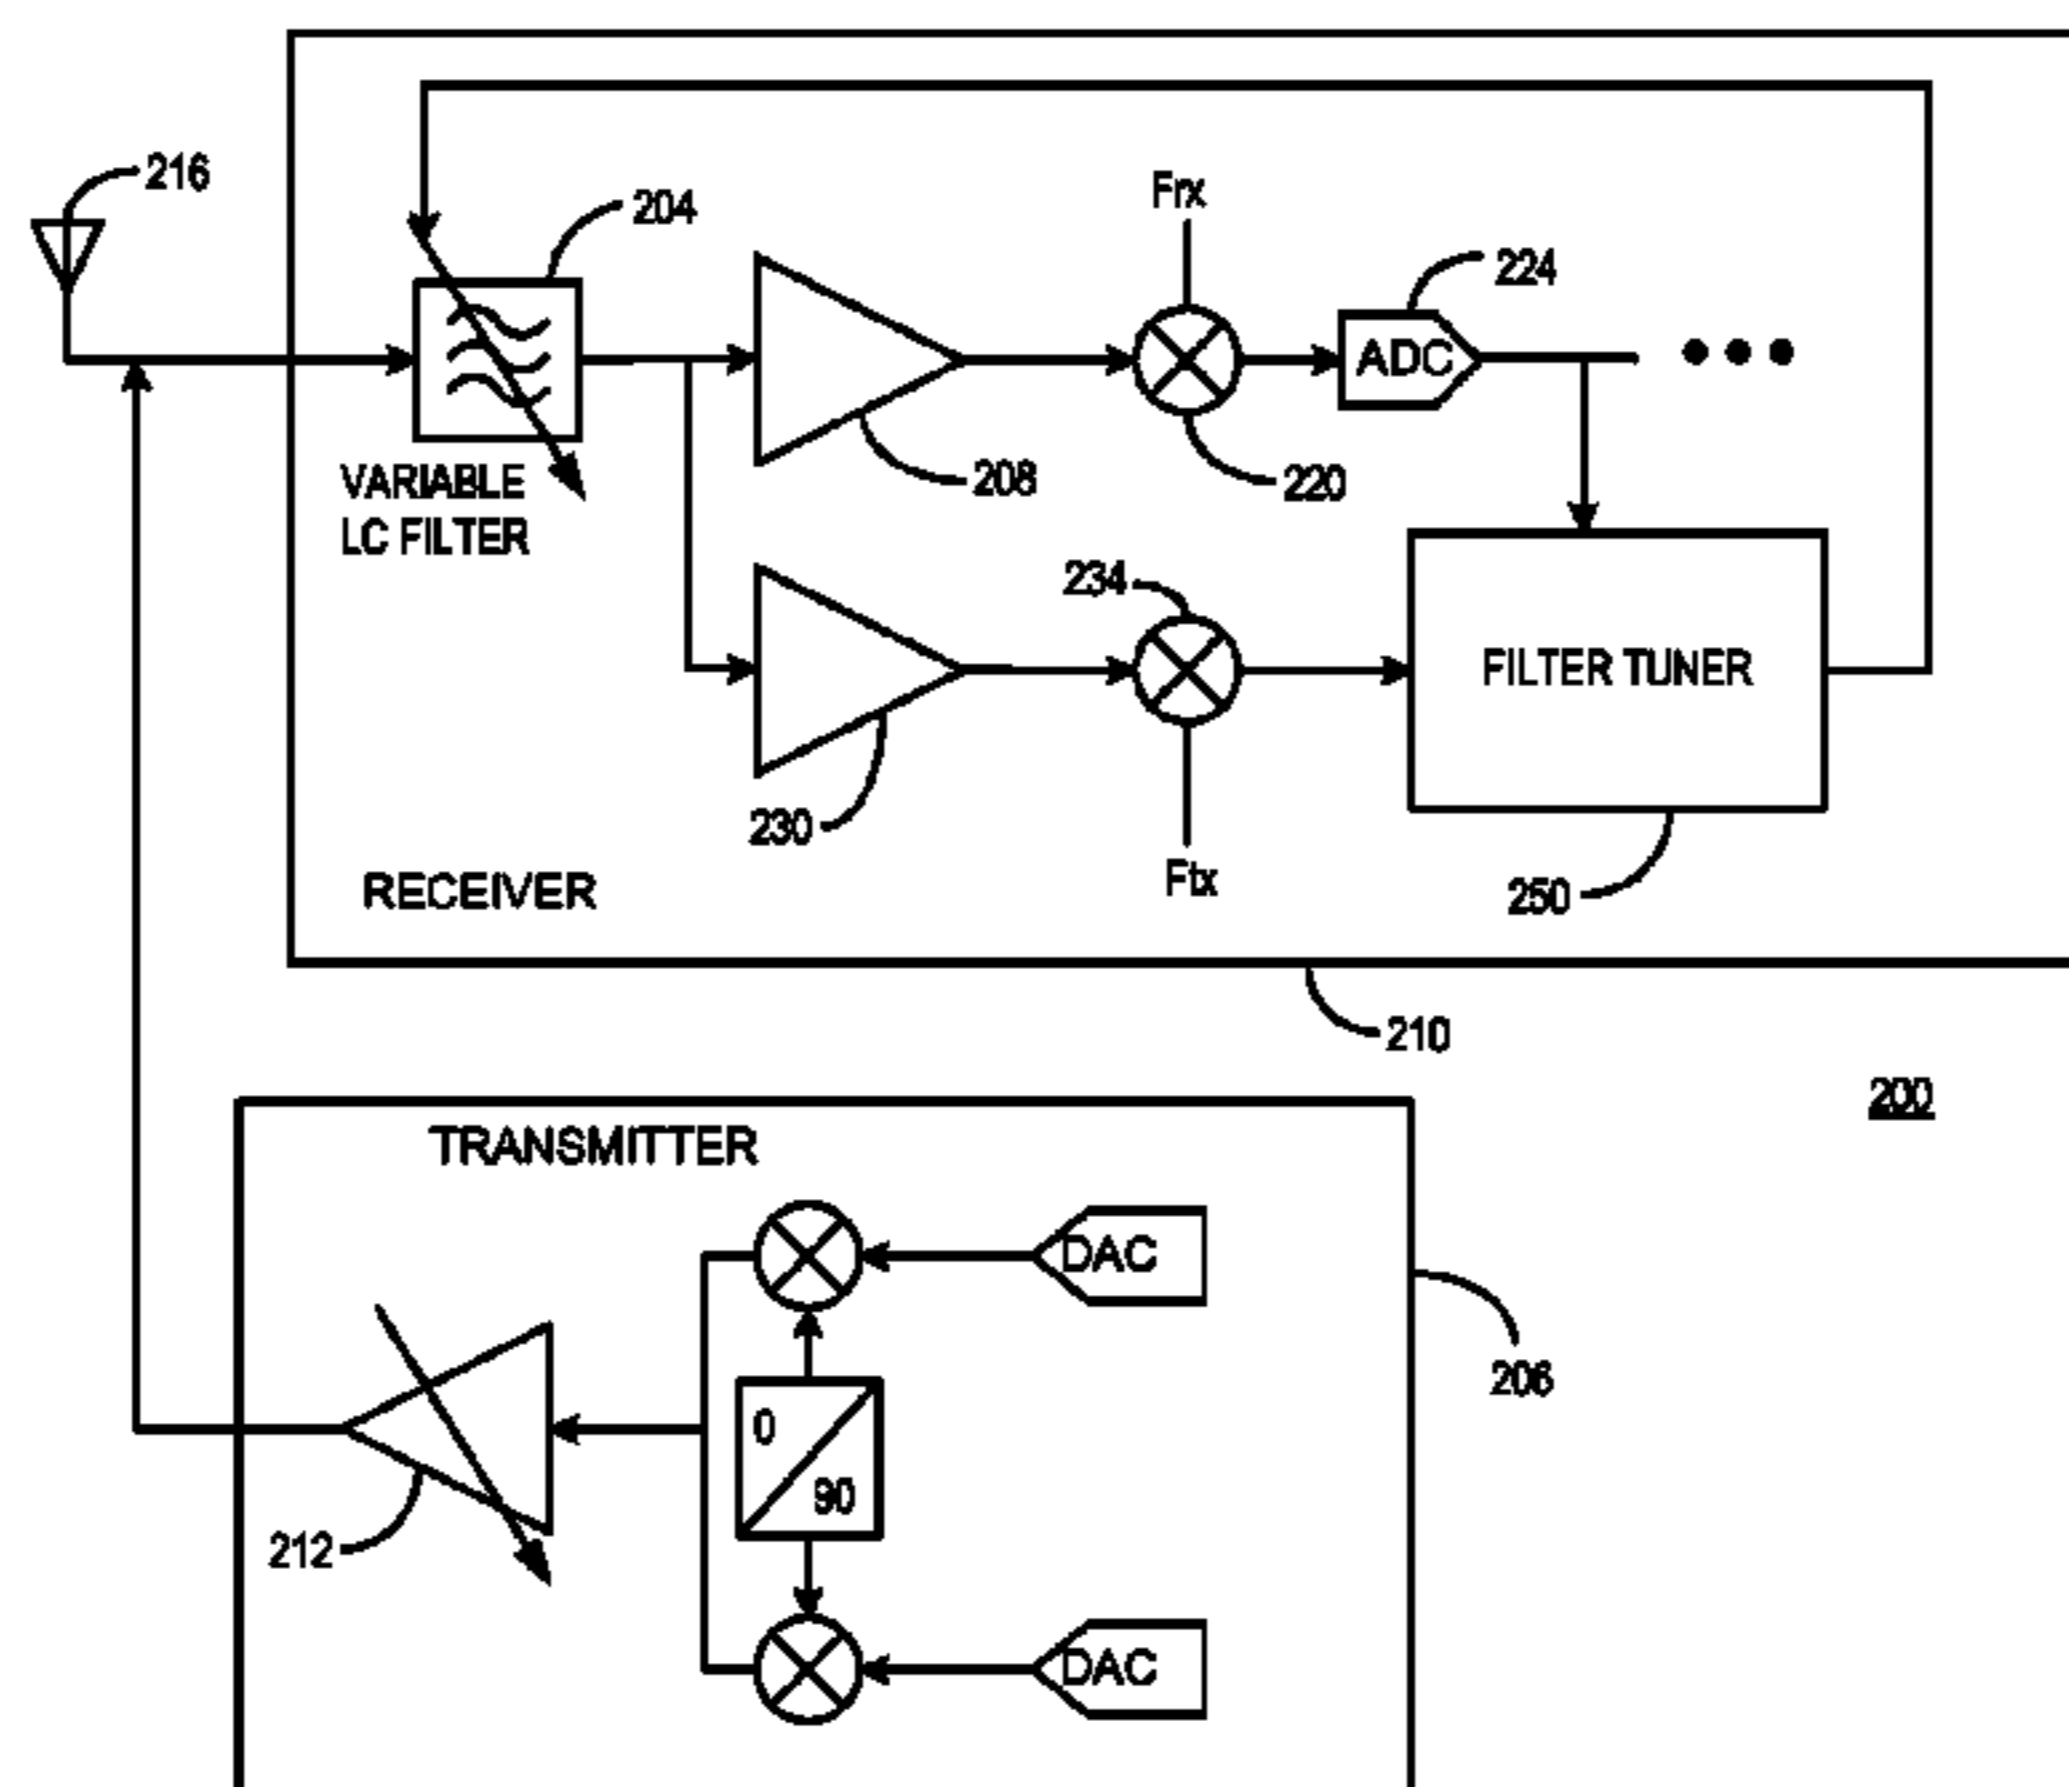 216
204
Frx
224
ADC
VARIABLE
LC FILTER
208
220
234
FILTER TUNER
230
Ftx
RECEIVER
250
210
200
TRANSMITTER
DAC
206
0
90
212
DAC